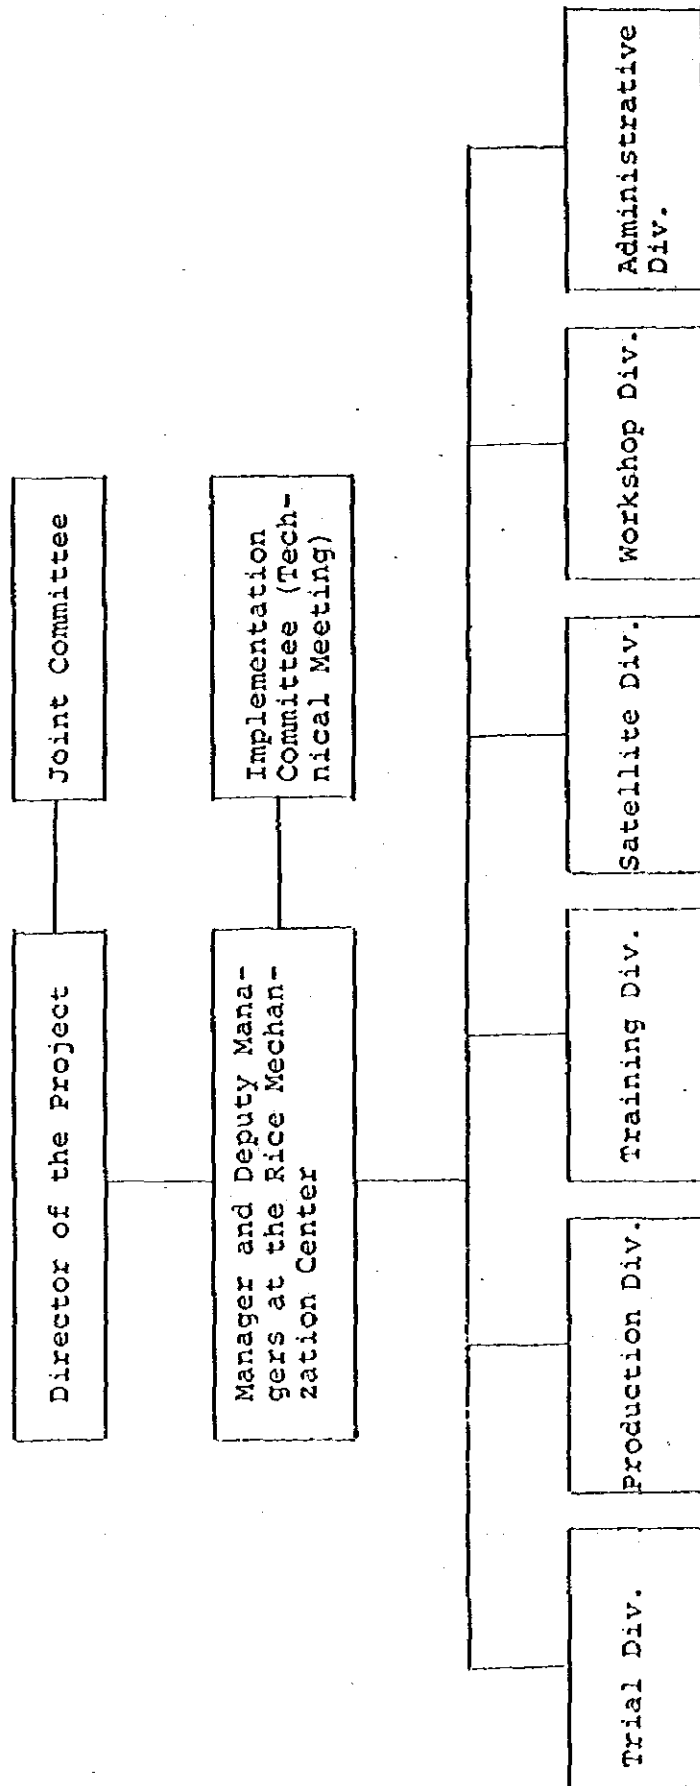 Director of the Project
Joint Committee
Manager and Deputy Mana-
gers at the Rice Mechan-
zation Center
Implementation
Committee (Tech-
nical Meeting)
Trial Div.
Production Div.
Training Div.
Satellite Div.
Workshop Div.
Administrative
Div.